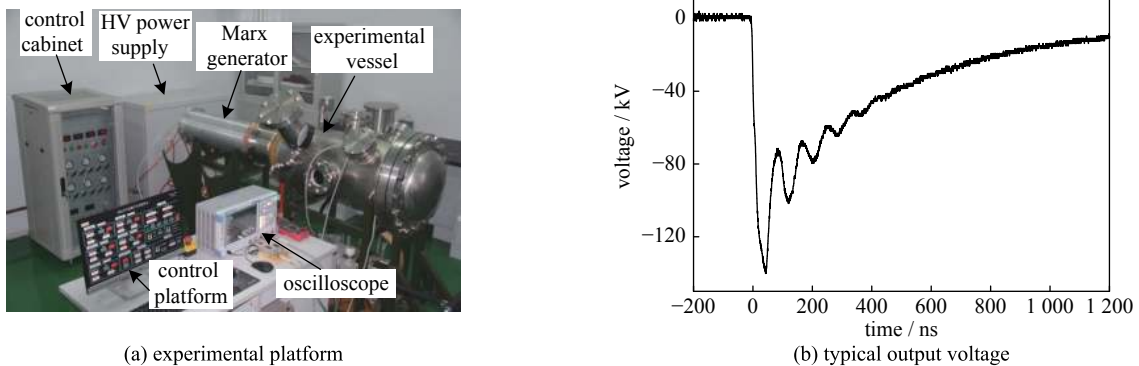 control
cabinet
HV power
supply
Marx
generator
experimental
vessel
control
platform
oscilloscope
(a) experimental platform
0
−40
−80
−120
voltage / kV
−200
0
200
400
600
800
1 000
1 200
time / ns
(b) typical output voltage